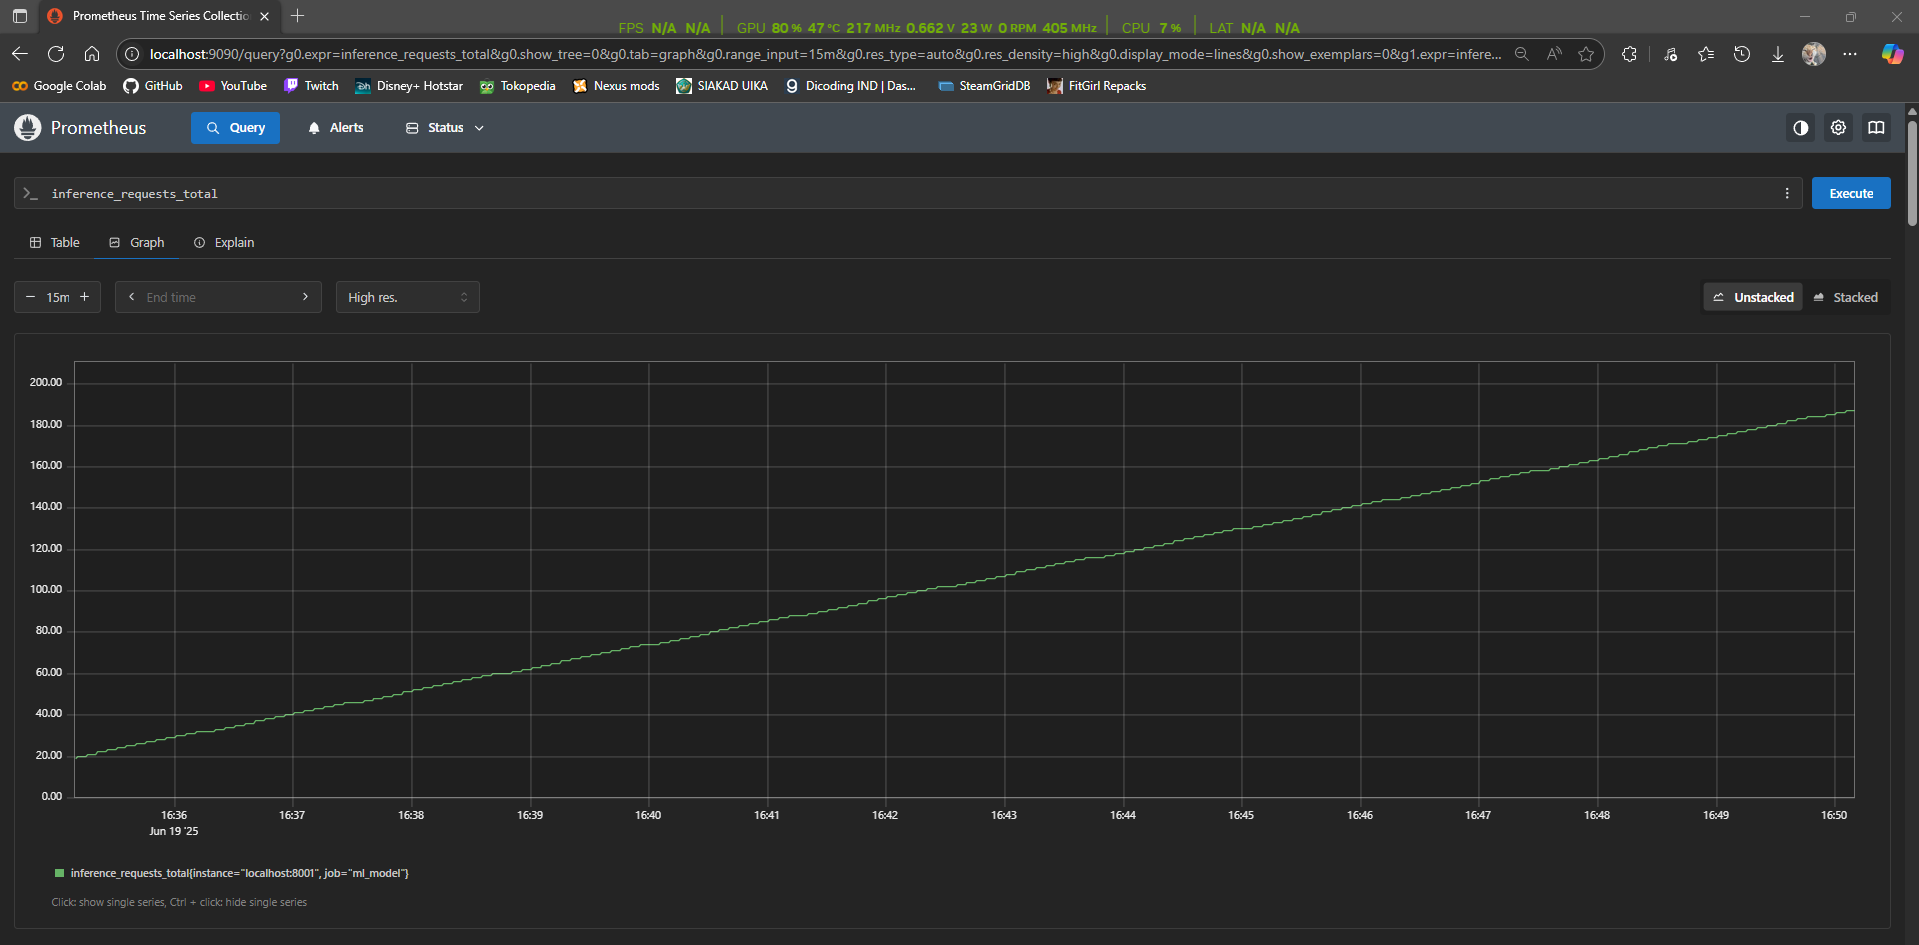 Prometheus Time Series Collectio
FPS N/A N/A GPU 80 % 47 °C 217 MHz 0.662 V 23 W 0 RPM 405 MHz CPU 7 % LAT N/A N/A
localhost:9090/query?g0.expr=inference_requests_total&g0.show_tree=0&g0.tab=graph&g0.range_input=15m&g0.res_type=auto&g0.res_density=high&g0.display_mode=lines&g0.show_exemplars=0&g1.expr=infere...
Google Colab GitHub YouTube Twitch Disney+ Hotstar Tokopedia Nexus mods SIAKAD UIKA Dicoding IND | Das... SteamGridDB FitGirl Repacks
Prometheus Query Alerts Status
>_ inference_requests_total Execute
Table Graph Explain
− 15m + End time High res. Unstacked Stacked
200.00
180.00
160.00
140.00
120.00
100.00
80.00
60.00
40.00
20.00
0.00
16:36 16:37 16:38 16:39 16:40 16:41 16:42 16:43 16:44 16:45 16:46 16:47 16:48 16:49 16:50
Jun 19 '25
inference_requests_total{instance="localhost:8001", job="ml_model"}
Click: show single series, Ctrl + click: hide single series